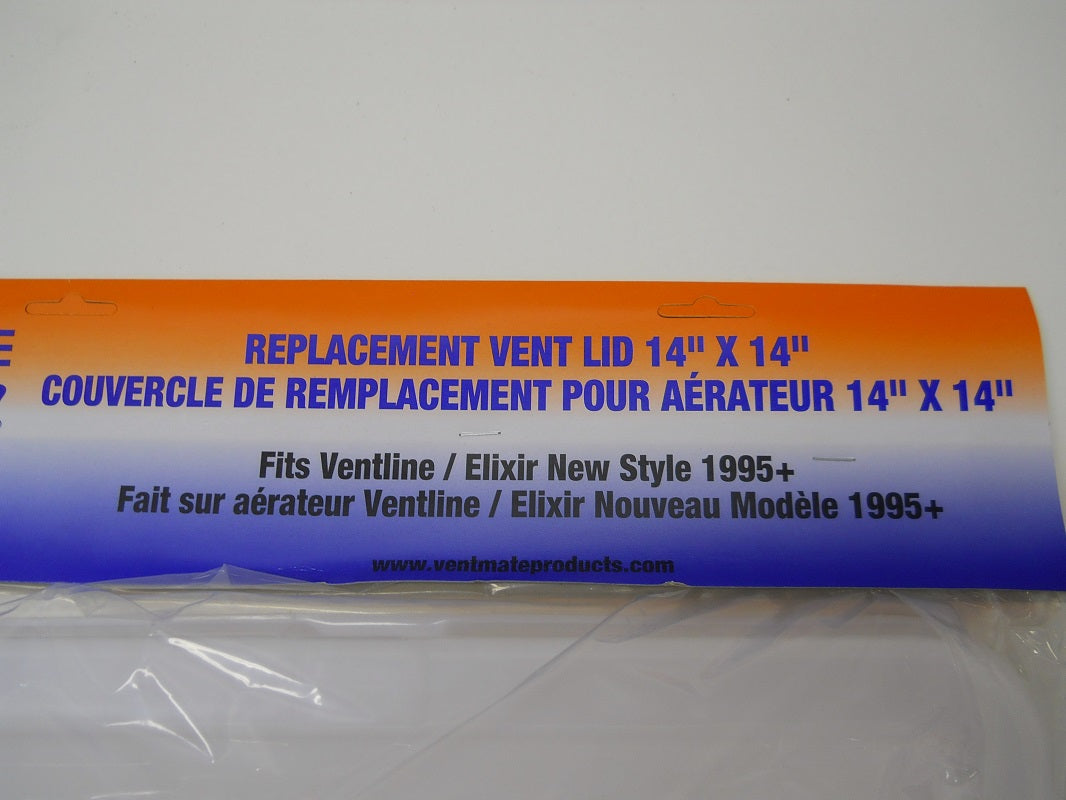 REPLACEMENT VENT LID 14" X 14"
COUVERCLE DE REMPLACEMENT POUR AÉRATEUR 14" X 14"
Fits Ventline / Elixir New Style 1995+
Fait sur aérateur Ventline / Elixir Nouveau Modèle 1995+
www.ventmateproducts.com